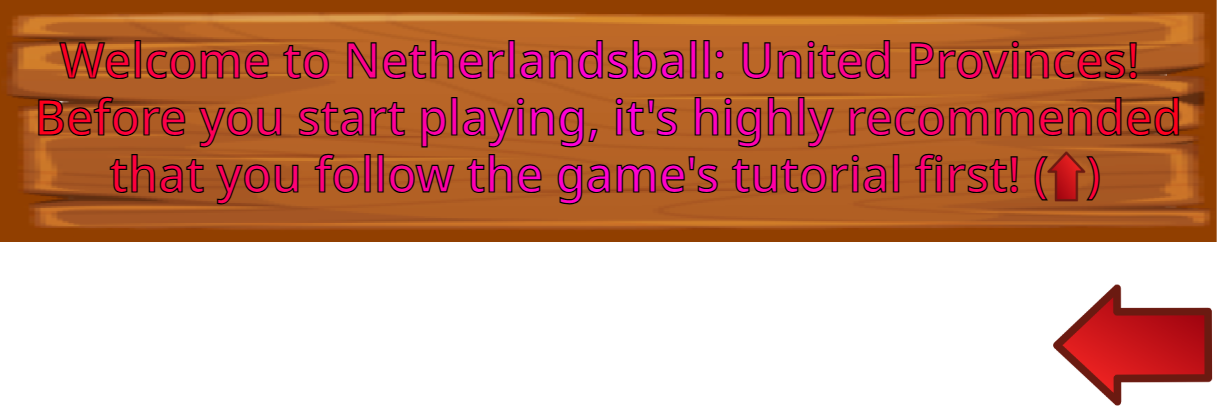 Welcome to Netherlandsball: United Provinces!
Before you start playing, it's highly recommended
that you follow the game's tutorial first! (⬆)